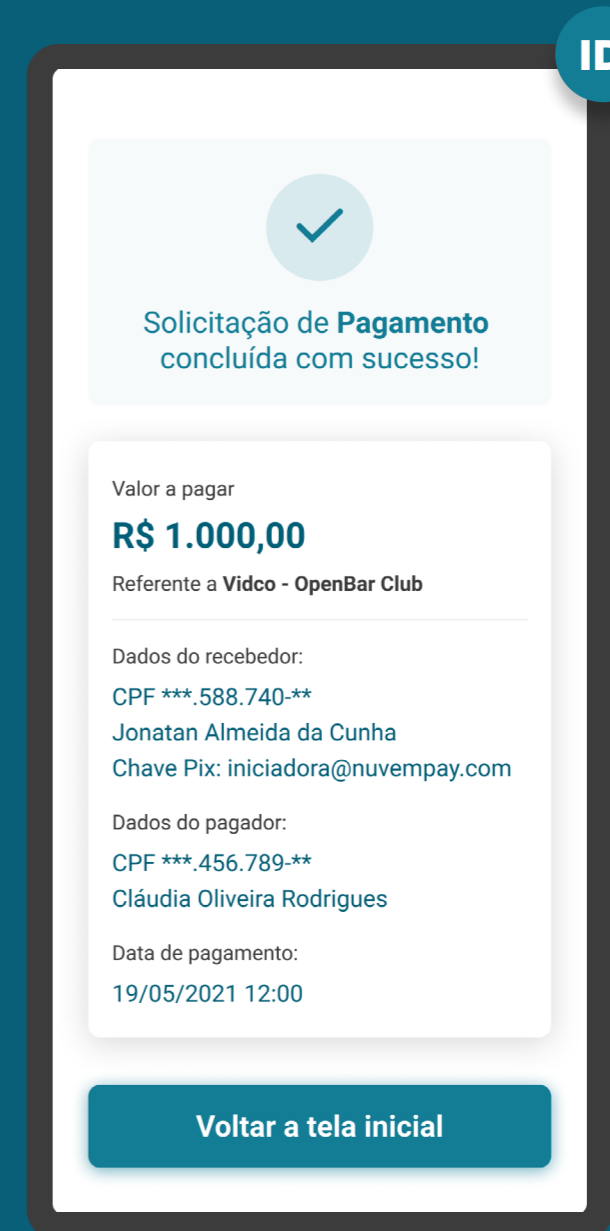 ID
Solicitação de Pagamento
concluída com sucesso!
Valor a pagar
R$ 1.000,00
Referente a Vidco - OpenBar Club
Dados do recebedor:
CPF ***.588.740-**
Jonatan Almeida da Cunha
Chave Pix: iniciadora@nuvempay.com
Dados do pagador:
CPF ***.456.789-**
Cláudia Oliveira Rodrigues
Data de pagamento:
19/05/2021 12:00
Voltar a tela inicial